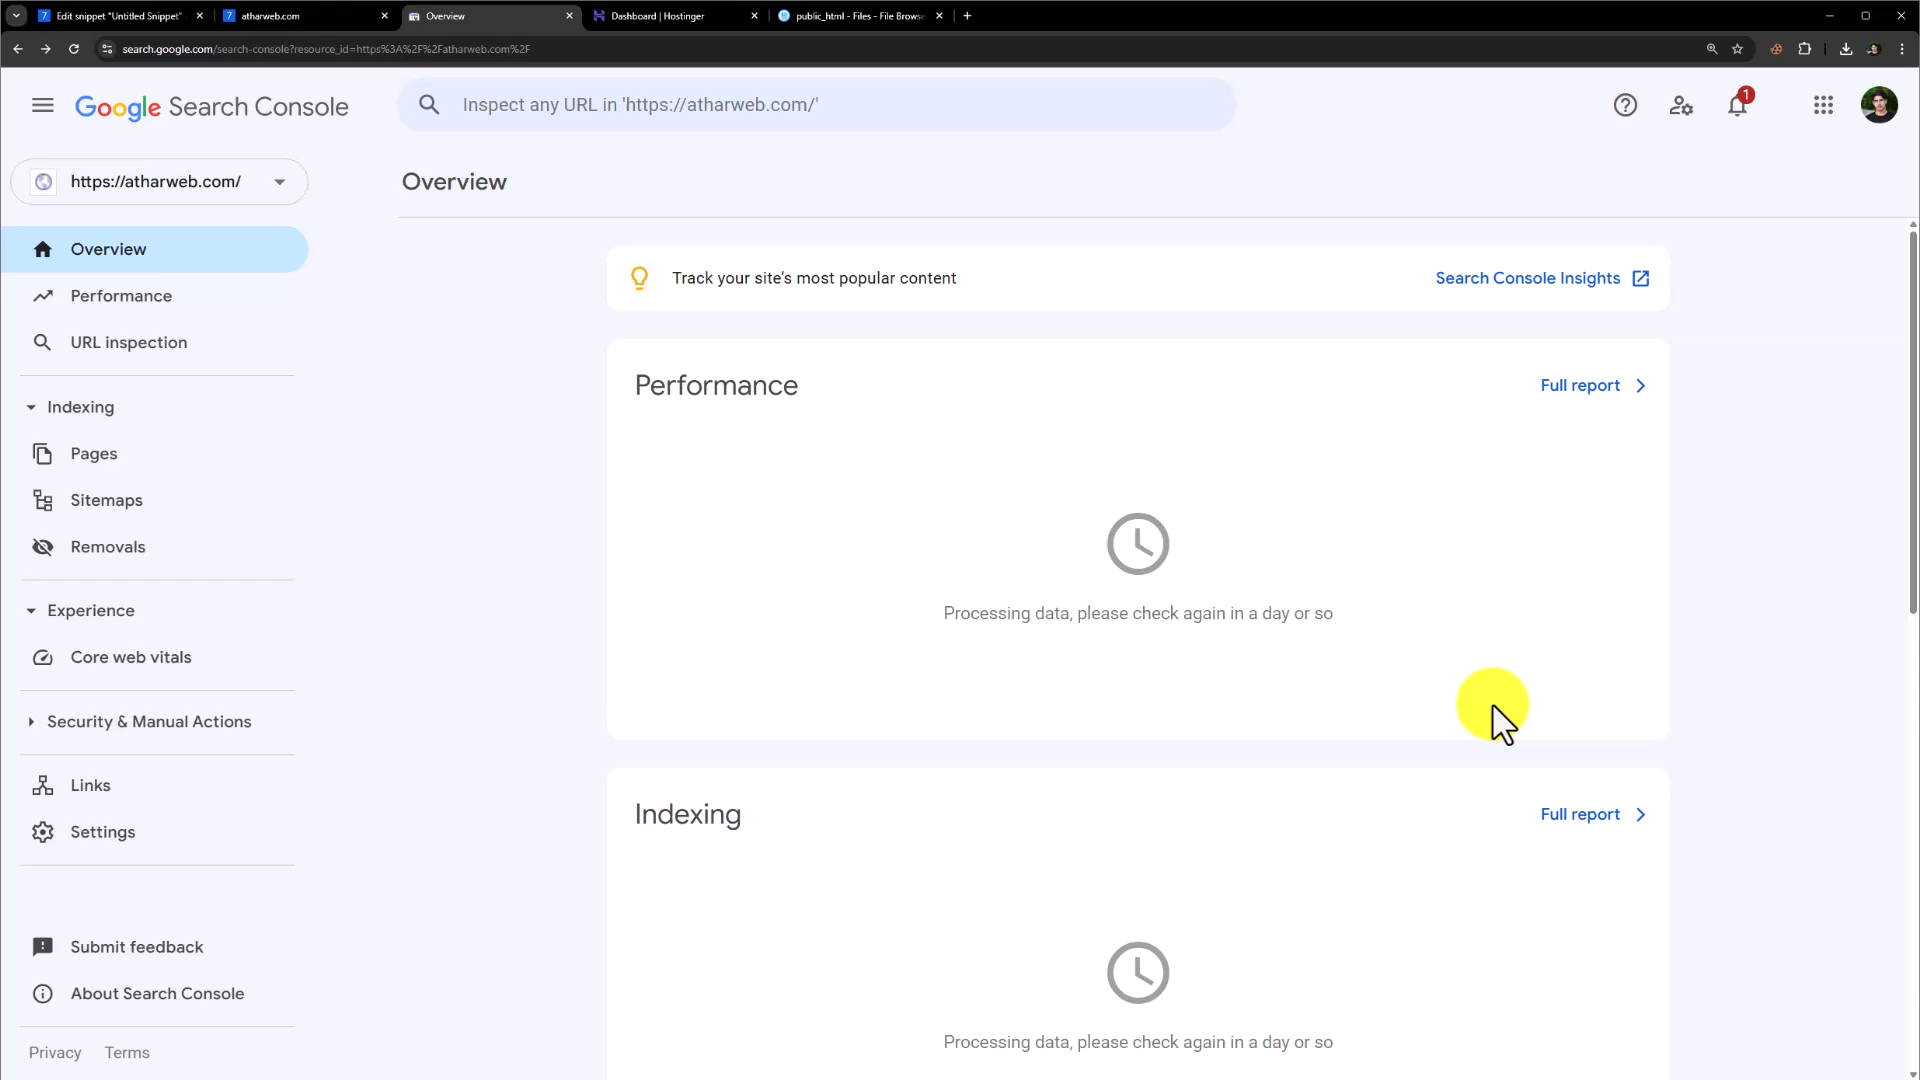 Edit snippet "Untitled Snippet"
atharweb.com
Overview
Dashboard | Hostinger
public_html - Files - File Browse
search.google.com/search-console?resource_id=https%3A%2F%2Fatharweb.com%2F
Google Search Console
Inspect any URL in 'https://atharweb.com/'
1
https://atharweb.com/
Overview
Overview
Performance
URL inspection
Indexing
Pages
Sitemaps
Removals
Experience
Core web vitals
Security & Manual Actions
Links
Settings
Submit feedback
About Search Console
Privacy Terms
Track your site's most popular content
Search Console Insights
Performance
Full report
Processing data, please check again in a day or so
Indexing
Full report
Processing data, please check again in a day or so